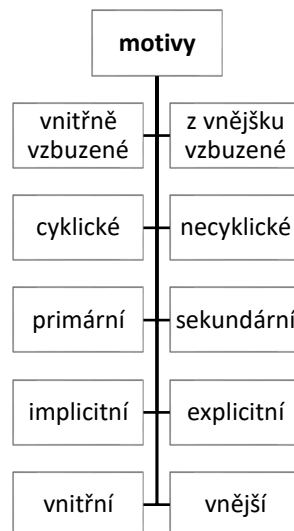 motivy
vnitřně
vzbuzené
z vnějšku
vzbuzené
cyklické
necyklické
primární
sekundární
implicitní
explicitní
vnitřní
vnější